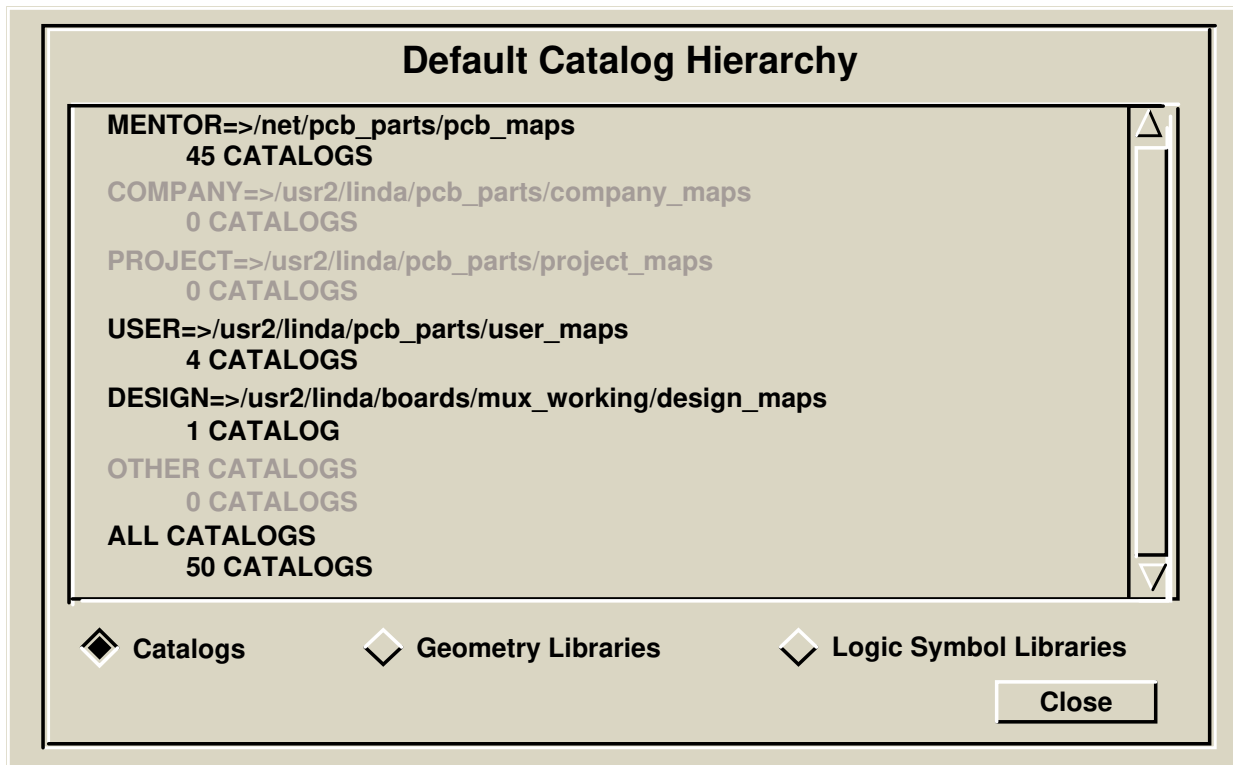 Default Catalog Hierarchy
MENTOR=>/net/pcb_parts/pcb_maps
45 CATALOGS
COMPANY=>/usr2/linda/pcb_parts/company_maps
0 CATALOGS
PROJECT=>/usr2/linda/pcb_parts/project_maps
0 CATALOGS
USER=>/usr2/linda/pcb_parts/user_maps
4 CATALOGS
DESIGN=>/usr2/linda/boards/mux_working/design_maps
1 CATALOG
OTHER CATALOGS
0 CATALOGS
ALL CATALOGS
50 CATALOGS
Catalogs Geometry Libraries Logic Symbol Libraries
Close